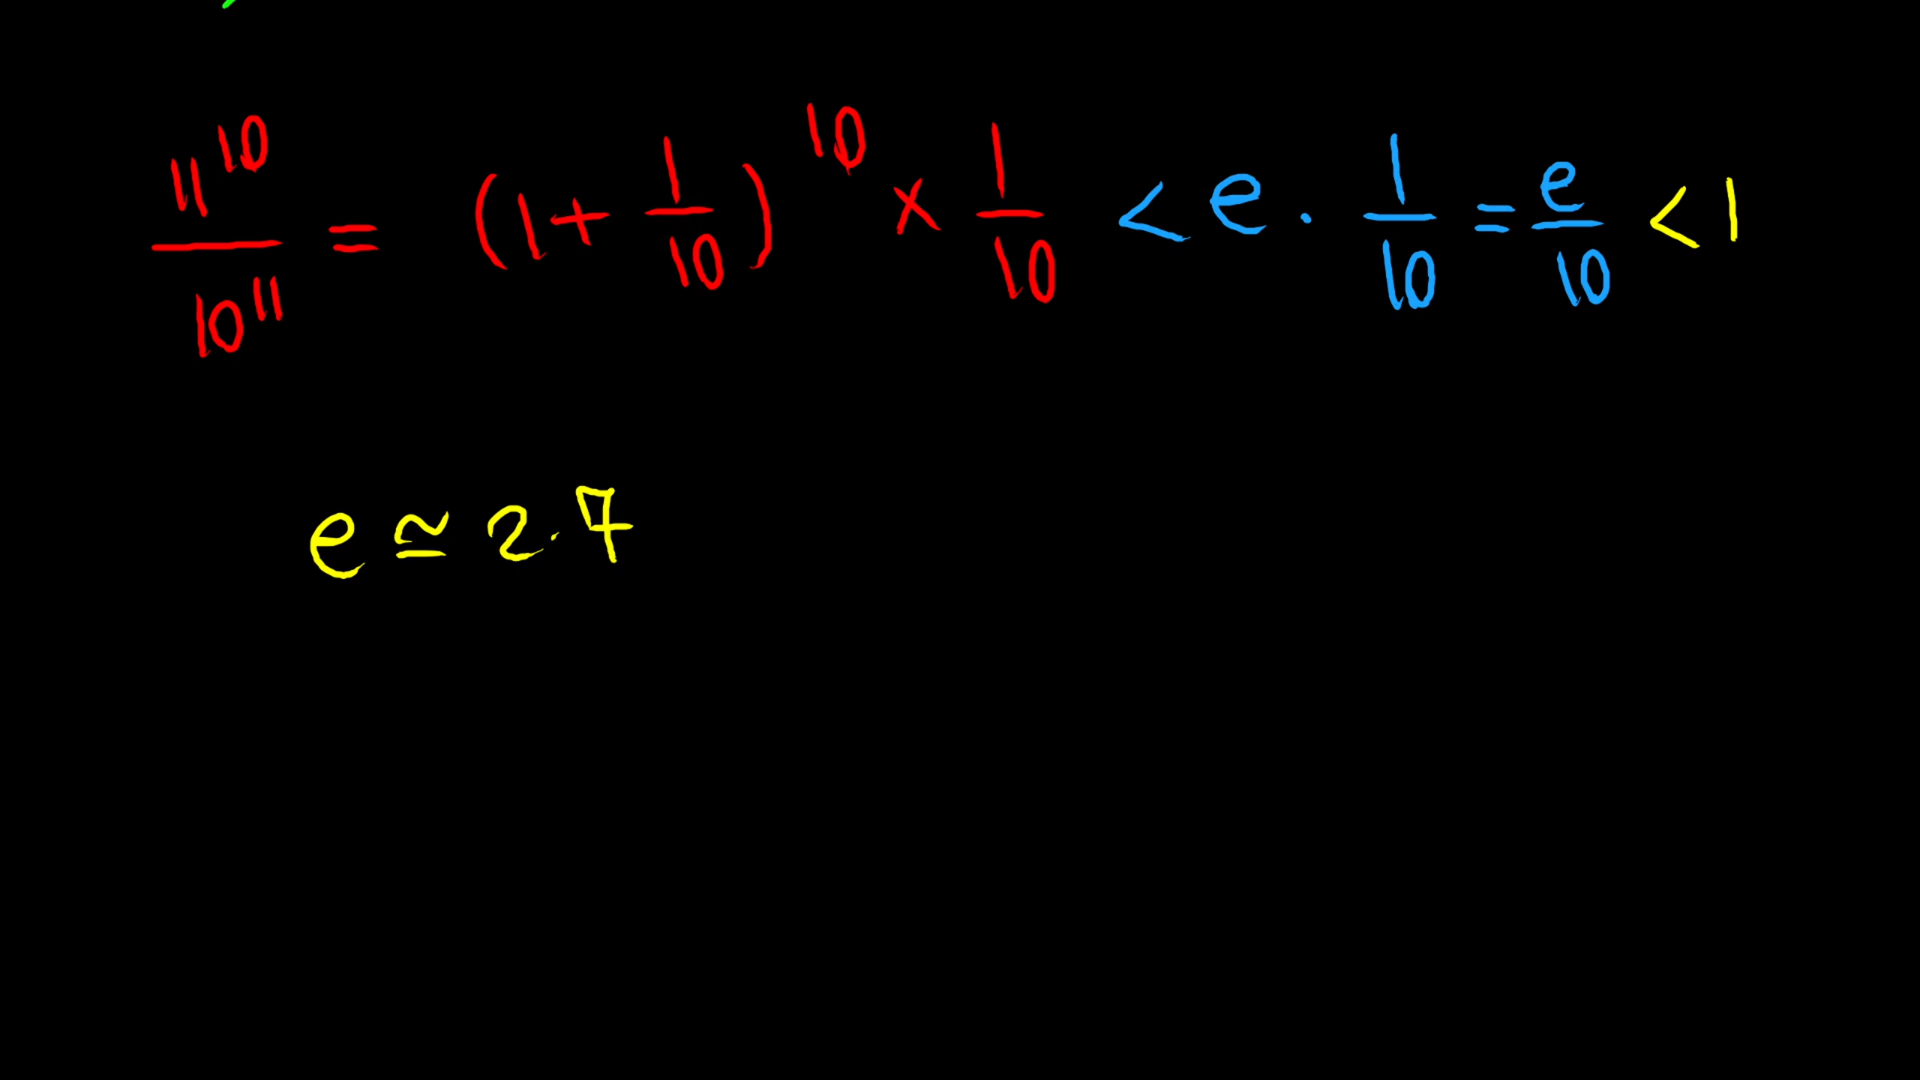 11^10 / 10^11 = (1 + 1/10)^10 × 1/10 < e · 1/10 = e/10 < 1
e ≃ 2.7